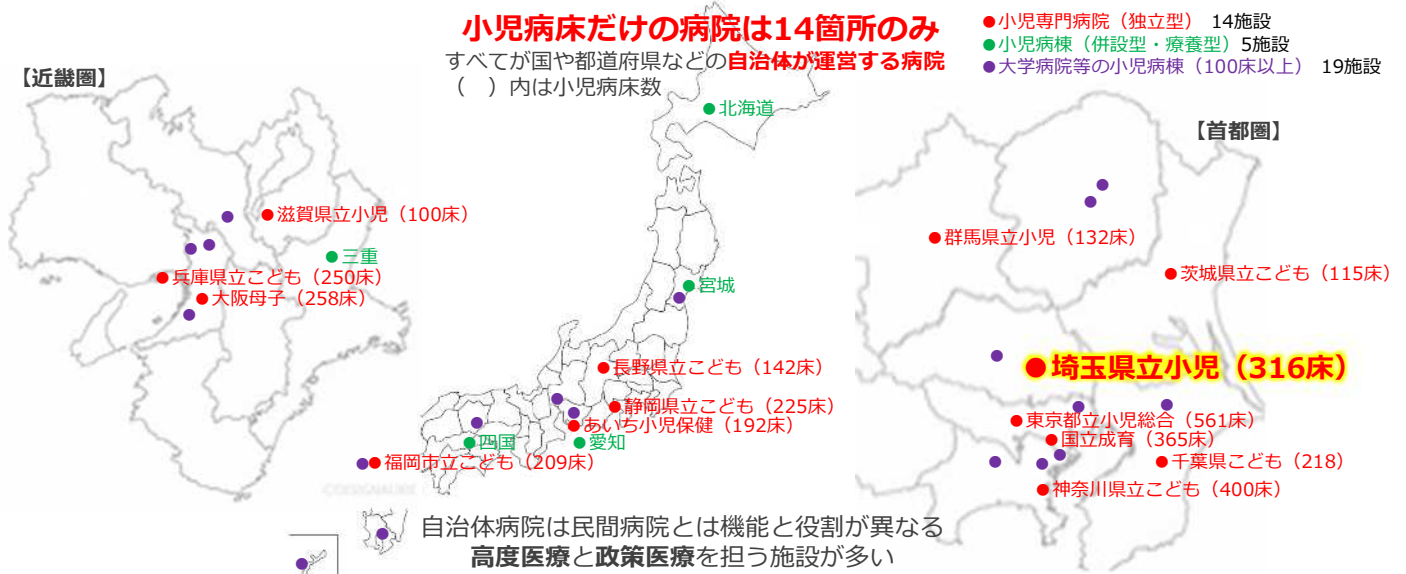 小児病床だけの病院は14箇所のみ
すべてが国や都道府県などの自治体が運営する病院
（　）内は小児病床数
●小児専門病院（独立型） 14施設
●小児病棟（併設型・療養型）5施設
●大学病院等の小児病棟（100床以上） 19施設
【近畿圏】
滋賀県立小児（100床）
三重
兵庫県立こども（250床）
大阪母子（258床）
北海道
宮城
長野県立こども（142床）
静岡県立こども（225床）
あいち小児保健（192床）
四国
愛知
福岡市立こども（209床）
【首都圏】
群馬県立小児（132床）
茨城県立こども（115床）
埼玉県立小児（316床）
東京都立小児総合（561床）
国立成育（365床）
千葉県こども（218）
神奈川県立こども（400床）
自治体病院は民間病院とは機能と役割が異なる
高度医療と政策医療を担う施設が多い